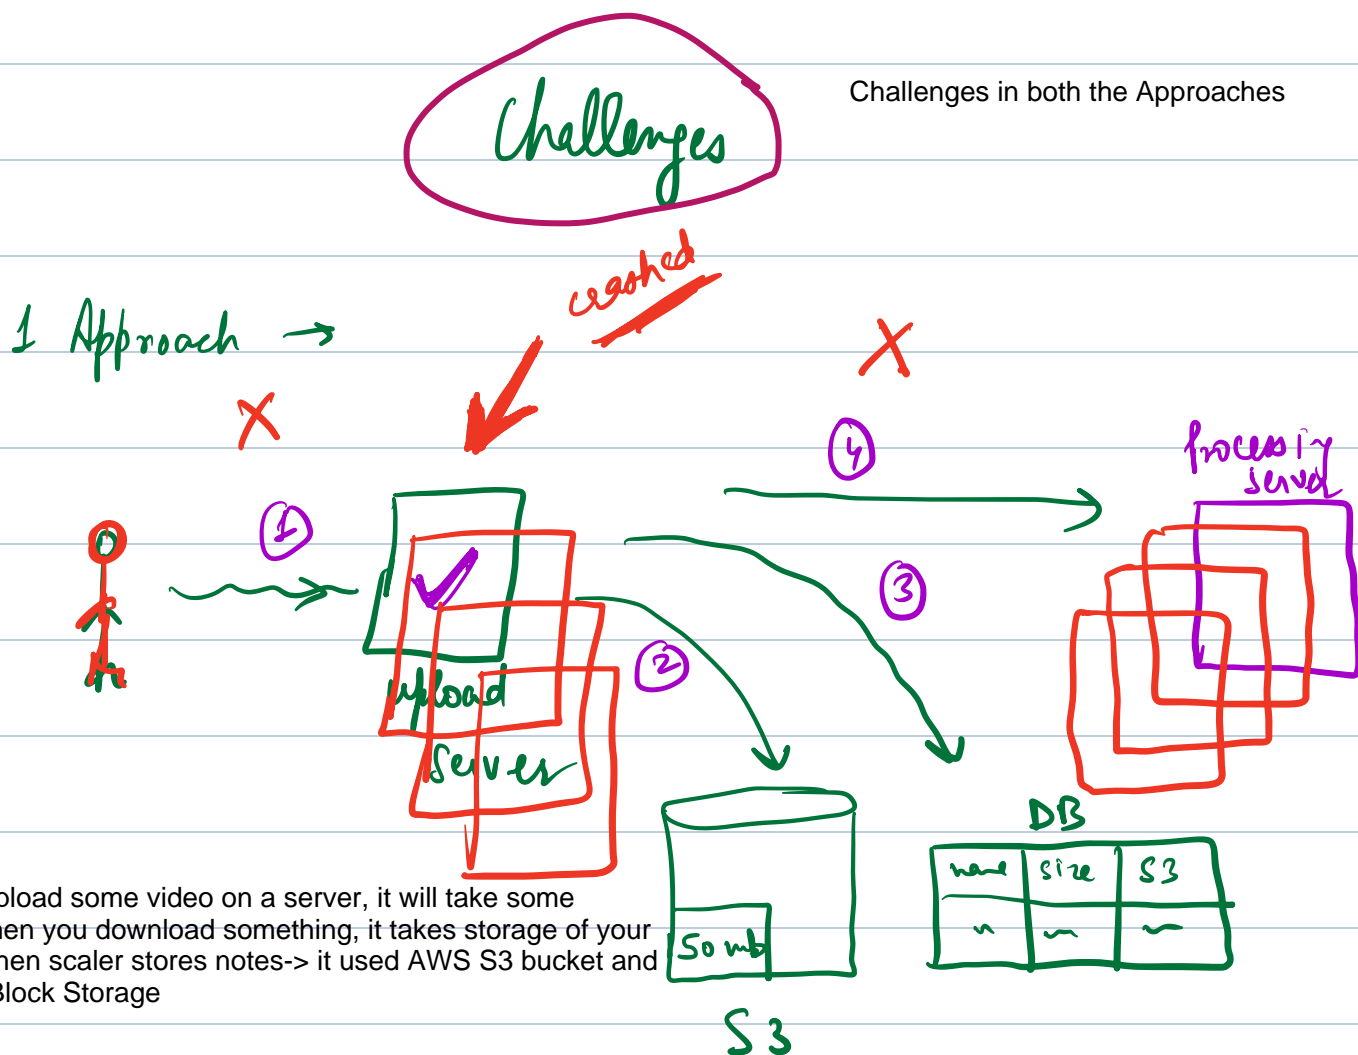 Challenges
Challenges in both the Approaches
crashed
1 Approach →
X
X
4
Processing
server
1
3
2
upload
Server
DB
name size S3
pload some video on a server, it will take some
hen you download something, it takes storage of your
hen scaler stores notes-> it used AWS S3 bucket and
Block Storage
50 mb
S3